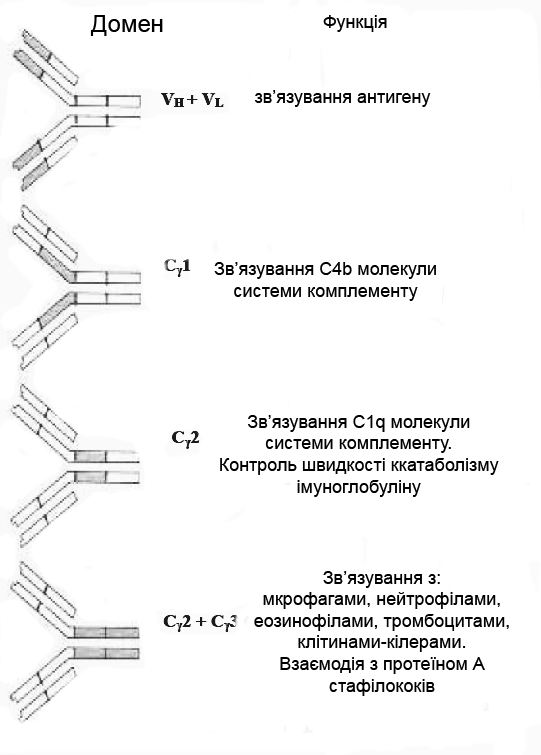 Домен
Функція
VH + VL
зв’язування антигену
Cγ1
Зв’язування C4b молекули
системи комплементу
Cγ2
Зв’язування C1q молекули
системи комплементу.
Контроль швидкості ккатаболізму
імуноглобуліну
Cγ2 + Cγ3
Зв’язування з:
мкрофагами, нейтрофілами,
еозинофілами, тромбоцитами,
клітинами-кілерами.
Взаємодія з протеїном А
стафілококів